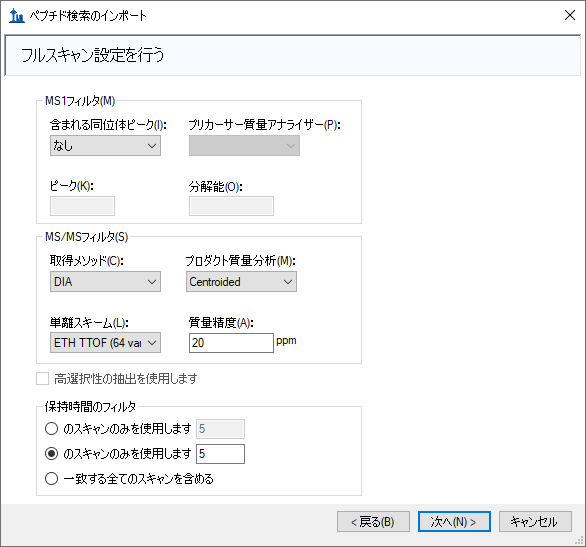 ペプチド検索のインポート
フルスキャン設定を行う
MS1フィルタ(M)
含まれる同位体ピーク(I):
プリカーサー質量アナライザー(P):
なし
ピーク(K):
分解能(O):
MS/MSフィルタ(S)
取得メソッド(C):
プロダクト質量分析(M):
DIA
Centroided
単離スキーム(L):
質量精度(A):
ETH TTOF (64 var
20
ppm
高選択性の抽出を使用します
保持時間のフィルタ
のスキャンのみを使用します 5
のスキャンのみを使用します 5
一致する全てのスキャンを含める
< 戻る(B)
次へ(N) >
キャンセル